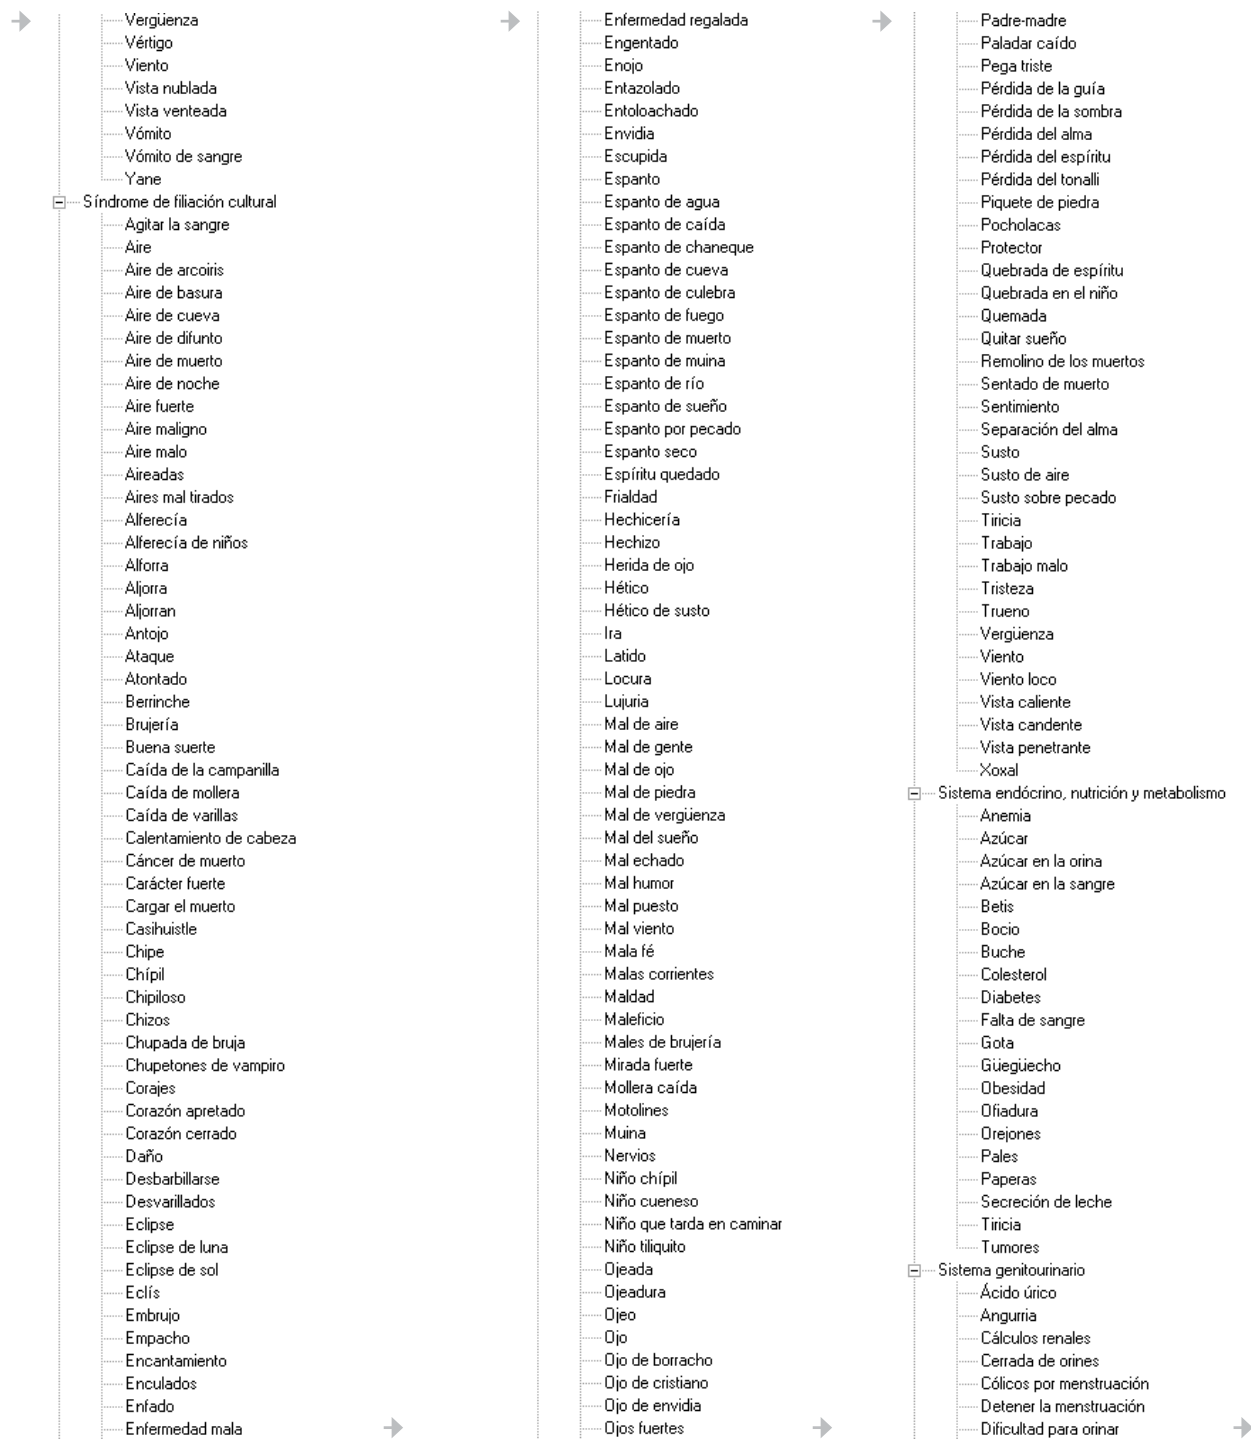 Vergüenza
Vértigo
Viento
Vista nublada
Vista venteada
Vómito
Vómito de sangre
Yane
Síndrome de filiación cultural
Agitar la sangre
Aire
Aire de arcoiris
Aire de basura
Aire de cueva
Aire de difunto
Aire de muerto
Aire de noche
Aire fuerte
Aire maligno
Aire malo
Aireadas
Aires mal tirados
Alferecía
Alferecía de niños
Alforra
Aljorra
Aljorran
Antojo
Ataque
Atontado
Berrinche
Brujería
Buena suerte
Caída de la campanilla
Caída de mollera
Caída de varillas
Calentamiento de cabeza
Cáncer de muerto
Carácter fuerte
Cargar el muerto
Casihuistle
Chipe
Chípil
Chipiloso
Chizos
Chupada de bruja
Chupetones de vampiro
Corajes
Corazón apretado
Corazón cerrado
Daño
Desbarbillarse
Desvarillados
Eclipse
Eclipse de luna
Eclipse de sol
Eclís
Embrujo
Empacho
Encantamiento
Enculados
Enfado
Enfermedad mala
Enfermedad regalada
Engentado
Enojo
Entazolado
Entoloachado
Envidia
Escupida
Espanto
Espanto de agua
Espanto de caída
Espanto de chaneque
Espanto de cueva
Espanto de culebra
Espanto de fuego
Espanto de muerto
Espanto de muina
Espanto de río
Espanto de sueño
Espanto por pecado
Espanto seco
Espíritu quedado
Frialdad
Hechicería
Hechizo
Herida de ojo
Hético
Hético de susto
Ira
Latido
Locura
Lujuria
Mal de aire
Mal de gente
Mal de ojo
Mal de piedra
Mal de vergüenza
Mal del sueño
Mal echado
Mal humor
Mal puesto
Mal viento
Mala fé
Malas corrientes
Maldad
Maleficio
Males de brujería
Mirada fuerte
Mollera caída
Motolines
Muina
Nervios
Niño chípil
Niño cueneso
Niño que tarda en caminar
Niño tiliquito
Ojeada
Ojeadura
Ojeo
Ojo
Ojo de borracho
Ojo de cristiano
Ojo de envidia
Ojos fuertes
Padre-madre
Paladar caído
Pega triste
Pérdida de la guía
Pérdida de la sombra
Pérdida del alma
Pérdida del espíritu
Pérdida del tonalli
Piquete de piedra
Pocholacas
Protector
Quebrada de espíritu
Quebrada en el niño
Quemada
Quitar sueño
Remolino de los muertos
Sentado de muerto
Sentimiento
Separación del alma
Susto
Susto de aire
Susto sobre pecado
Tiricia
Trabajo
Trabajo malo
Tristeza
Trueno
Vergüenza
Viento
Viento loco
Vista caliente
Vista candente
Vista penetrante
Xoxal
Sistema endócrino, nutrición y metabolismo
Anemia
Azúcar
Azúcar en la orina
Azúcar en la sangre
Betis
Bocio
Buche
Colesterol
Diabetes
Falta de sangre
Gota
Güegüecho
Obesidad
Ofiadura
Orejones
Pales
Paperas
Secreción de leche
Tiricia
Tumores
Sistema genitourinario
Ácido úrico
Angurria
Cálculos renales
Cerrada de orines
Cólicos por menstruación
Detener la menstruación
Dificultad para orinar